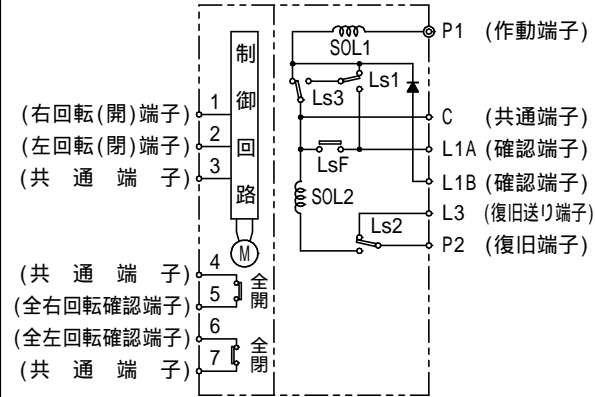 制御回路
SOL1
P1 (作動端子)
Ls1
Ls3
(右回転(開)端子) 1
C (共通端子)
(左回転(閉)端子) 2
LsF
L1A (確認端子)
(共通端子) 3
L1B (確認端子)
SOL2
L3 (復旧送り端子)
Ls2
M
P2 (復旧端子)
(共通端子) 4
全開
(全右回転確認端子) 5
(全左回転確認端子) 6
全閉
(共通端子) 7